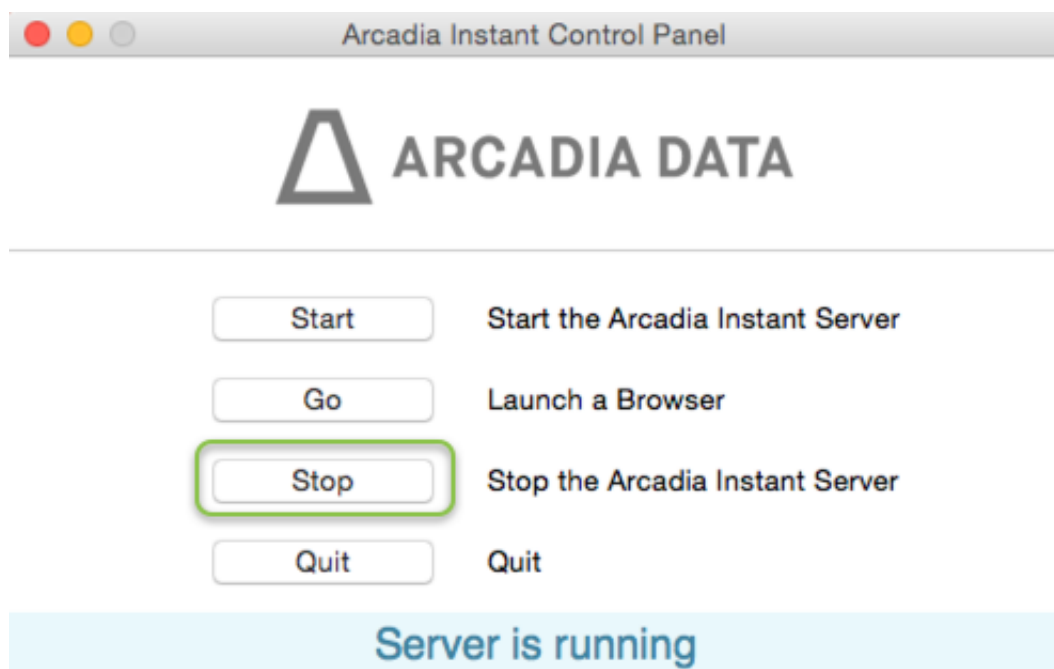 Arcadia Instant Control Panel
ARCADIA DATA
Start Start the Arcadia Instant Server
Go Launch a Browser
Stop Stop the Arcadia Instant Server
Quit Quit
Server is running